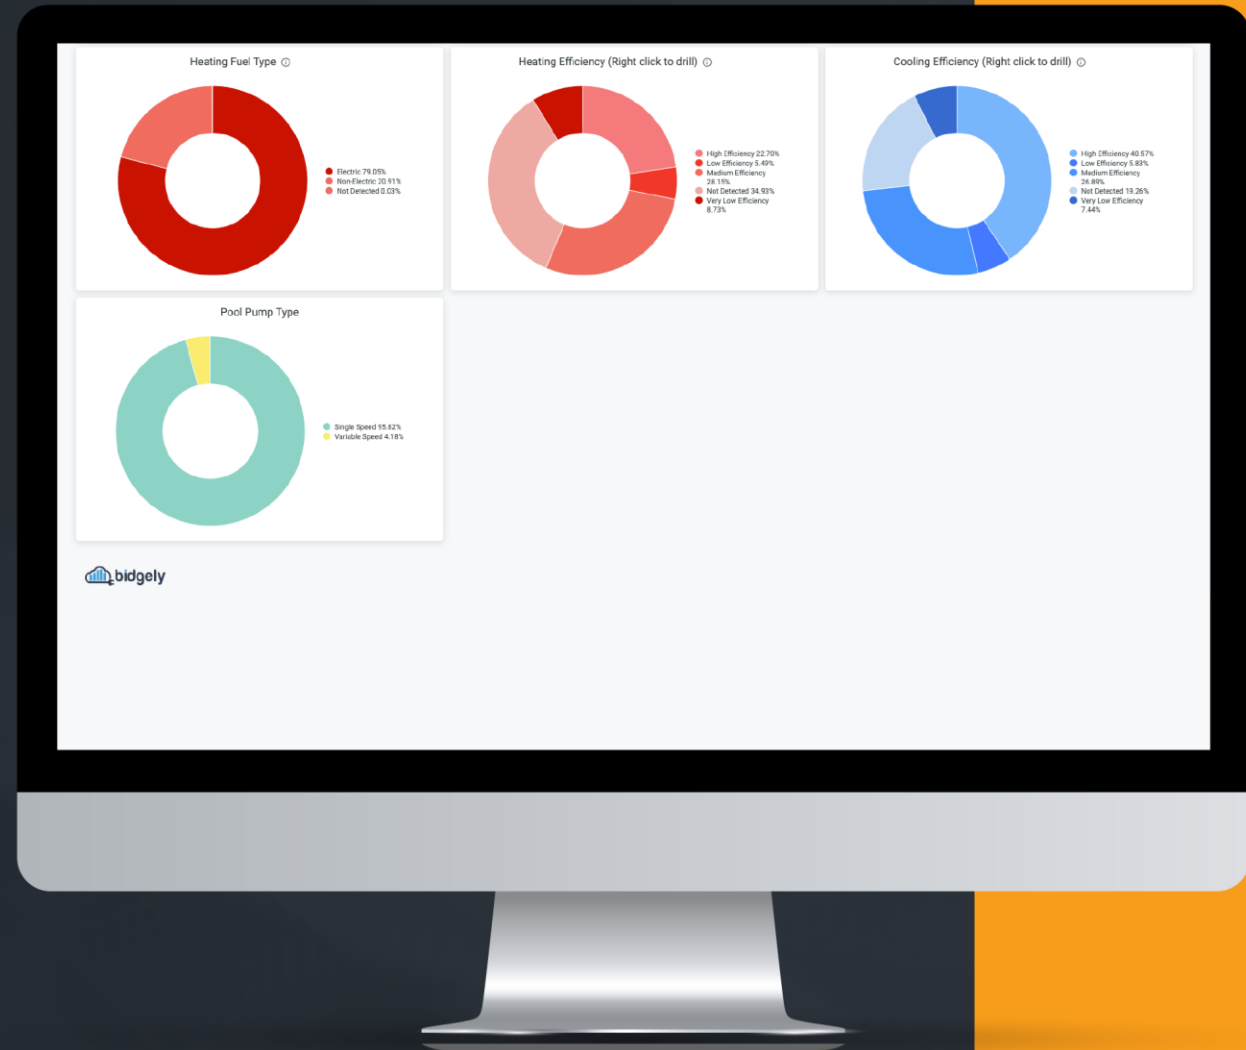 Heating Fuel Type
Electric 79.05%
Non-Electric 20.91%
Not Detected 0.03%
Heating Efficiency (Right click to drill)
High Efficiency 22.70%
Low Efficiency 5.49%
Medium Efficiency
28.15%
Not Detected 34.93%
Very Low Efficiency
8.73%
Cooling Efficiency (Right click to drill)
High Efficiency 40.57%
Low Efficiency 5.83%
Medium Efficiency
26.89%
Not Detected 19.26%
Very Low Efficiency
7.44%
Pool Pump Type
Single Speed 95.82%
Variable Speed 4.18%
bidgely